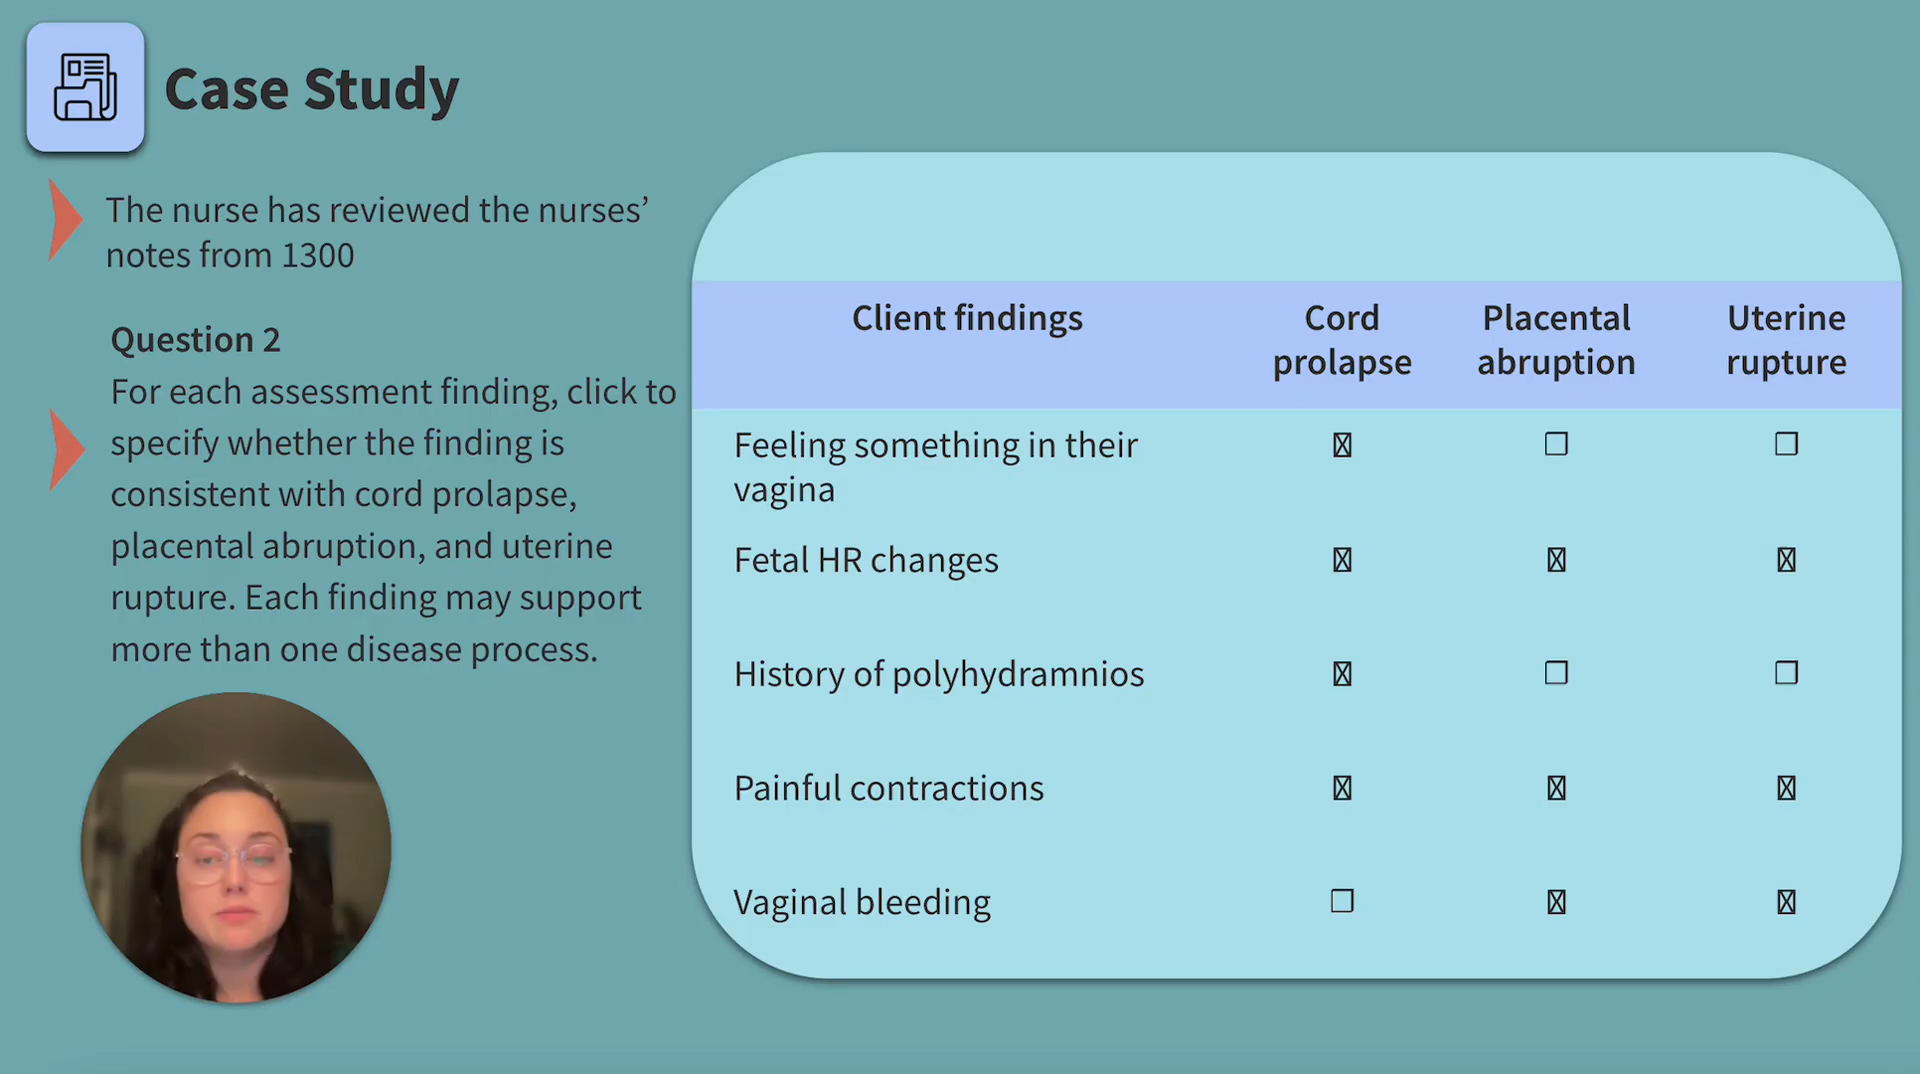 Case Study
The nurse has reviewed the nurses’
notes from 1300
Question 2
For each assessment finding, click to
specify whether the finding is
consistent with cord prolapse,
placental abruption, and uterine
rupture. Each finding may support
more than one disease process.
Client findings
Cord
prolapse
Placental
abruption
Uterine
rupture
Feeling something in their
vagina
☒ ☐ ☐
Fetal HR changes ☒ ☒ ☒
History of polyhydramnios ☒ ☐ ☐
Painful contractions ☒ ☒ ☒
Vaginal bleeding ☐ ☒ ☒